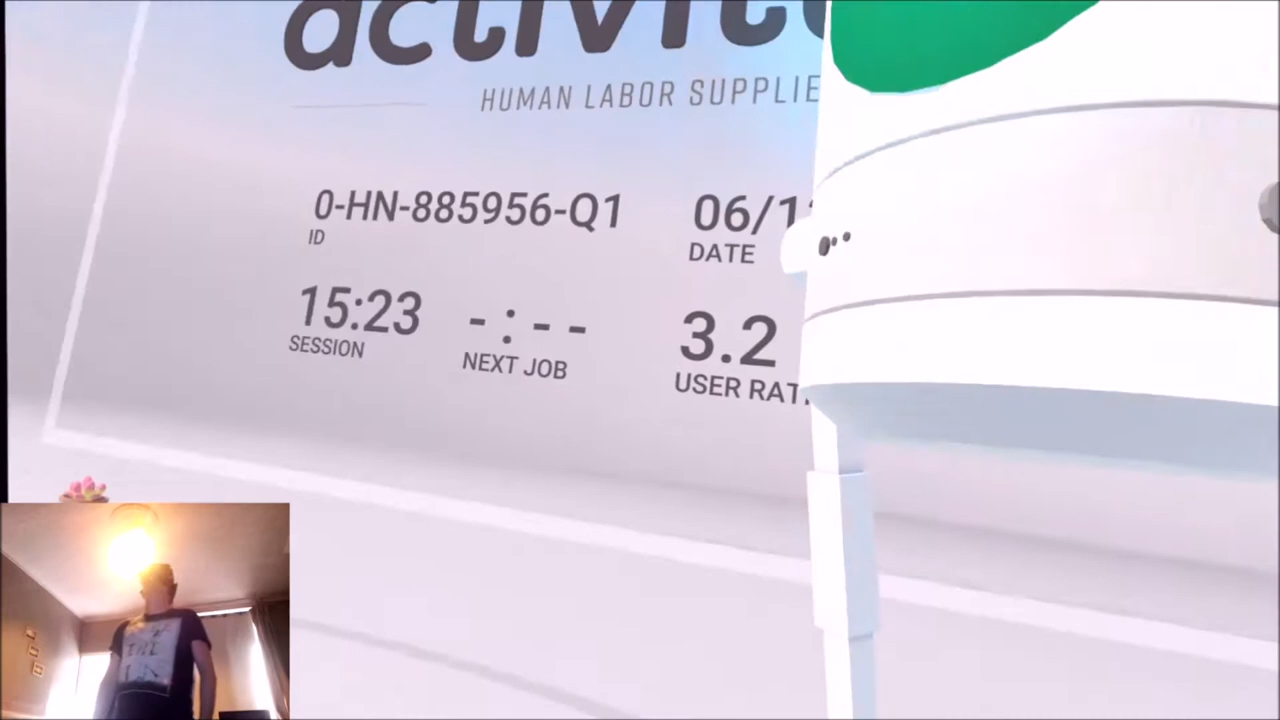 activit
HUMAN LABOR SUPPLIE
0-HN-885956-Q1
ID
06/1
DATE
15:23
SESSION
- : - -
NEXT JOB
3.2
USER RAT